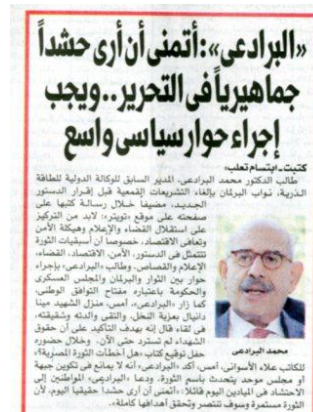 «البرادعى»: أتمنى أن أرى حشداً
جماهيرياً فى التحرير.. ويجب
إجراء حوار سياسى واسع
كتبت ـ ابتسام تعلب:
طالب الدكتور محمد البرادعى، المدير السابق للوكالة الدولية للطاقة
الذرية، نواب البرلمان بإلغاء التشريعات القمعية قبل إقرار الدستور
الجديد، مضيفا خلال رسالة كتبها على
صفحته على موقع «تويتر»: لابد من التركيز
على استقلال القضاء والإعلام وهيكلة الأمن
وتعافى الاقتصاد، خصوصا أن أسبقيات الثورة
تتمثل فى الدستور، الأمن، الاقتصاد، القضاء،
الإعلام والقصاص. وطالب «البرادعى» بإجراء
حوار بين الثوار والبرلمان والمجلس العسكرى
والحكومة باعتباره مفتاح التوافق الوطنى.
كما زار «البرادعى»، أمس، منزل الشهيد مينا
دانيال بعزبة النخل، والتقى والدته وشقيقته،
فى لقاء قال إنه بهدف التأكيد على أن حقوق
الشهداء لم تسترد حتى الآن. وخلال حضوره
حفل توقيع كتاب «هل أخطأت الثورة المصرية؟»
للكاتب علاء الأسوانى، أمس، أكد «البرادعى» أنه لا يمانع فى تكوين جبهة
أو مجلس موحد يتحدث باسم الثورة. ودعا «البرادعى» المواطنين إلى
الاحتشاد فى الميادين اليوم قائلا: «أتمنى أن أرى حشداً حقيقياً اليوم، لأن
الثورة مستمرة وسوف ننتصر وتحقق أهدافها كاملة».
محمد البرادعى